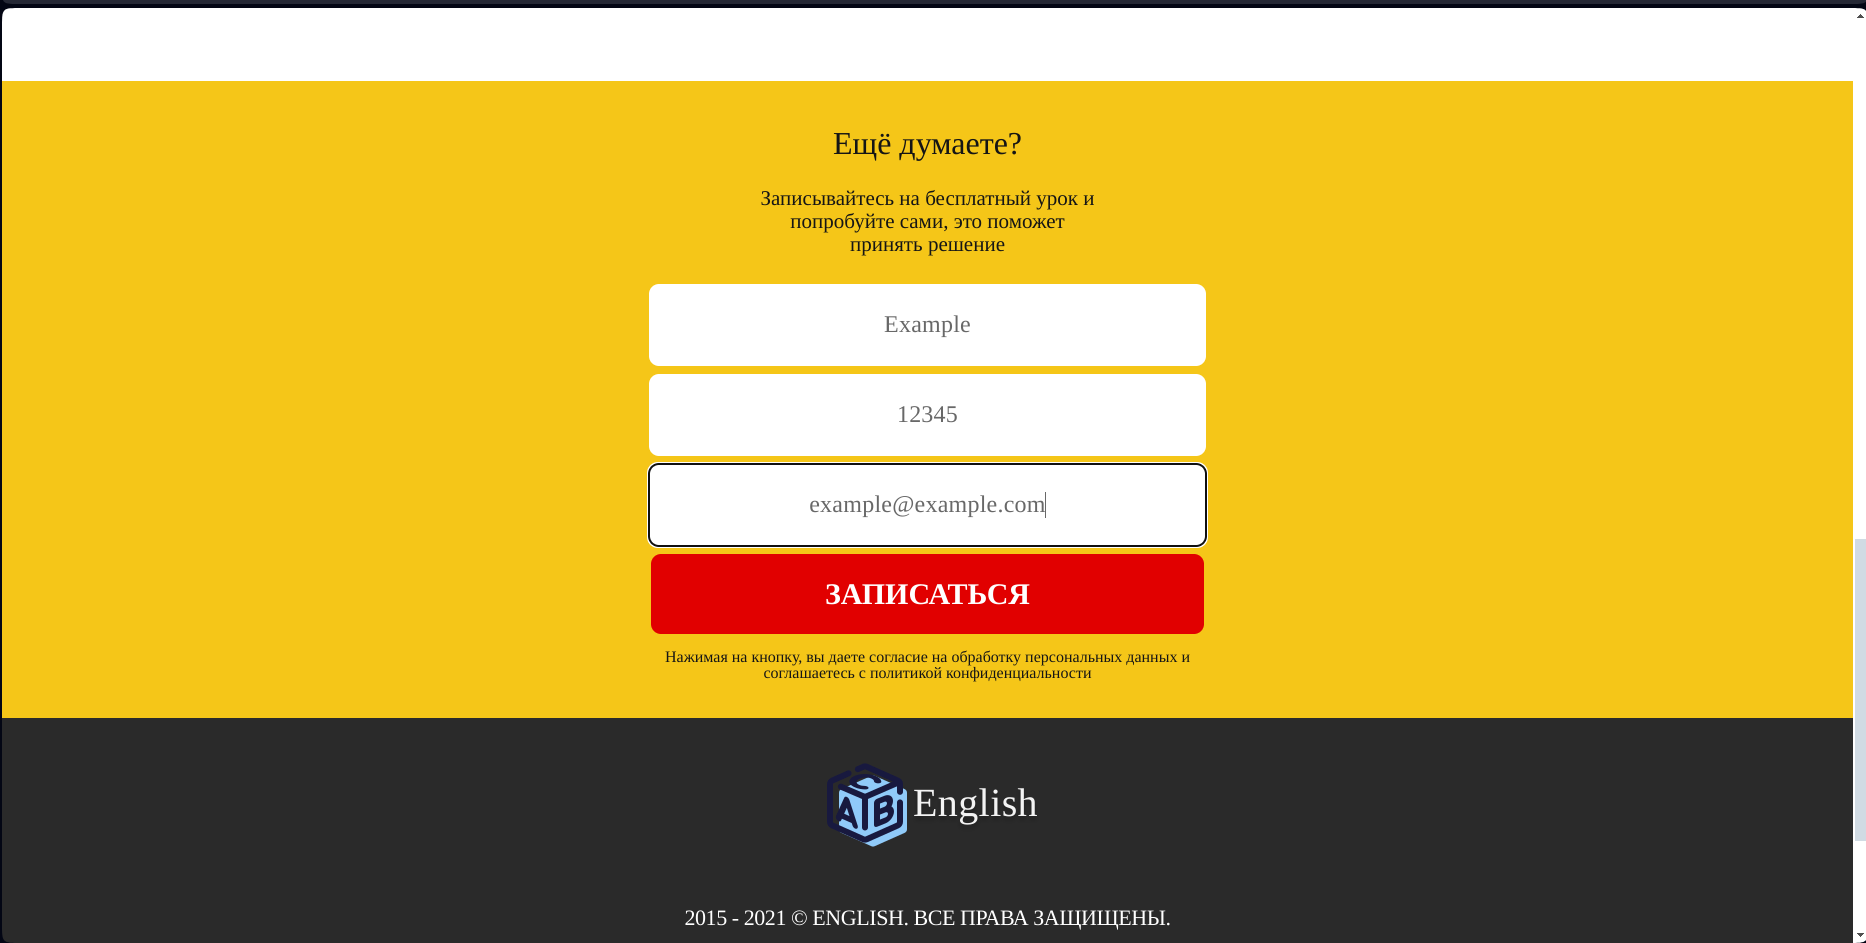 Ещё думаете?
Записывайтесь на бесплатный урок и
попробуйте сами, это поможет
принять решение
Example
12345
example@example.com
ЗАПИСАТЬСЯ
Нажимая на кнопку, вы даете согласие на обработку персональных данных и
соглашаетесь с политикой конфиденциальности
English
2015 - 2021 © ENGLISH. ВСЕ ПРАВА ЗАЩИЩЕНЫ.